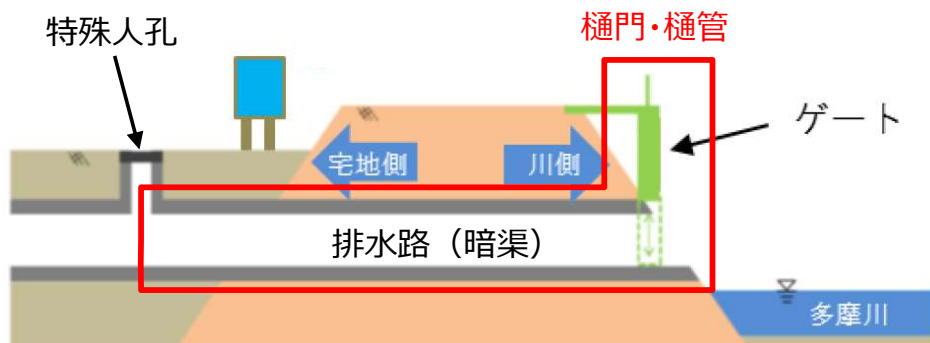 特殊人孔
樋門・樋管
ゲート
宅地側
川側
排水路（暗渠）
多摩川